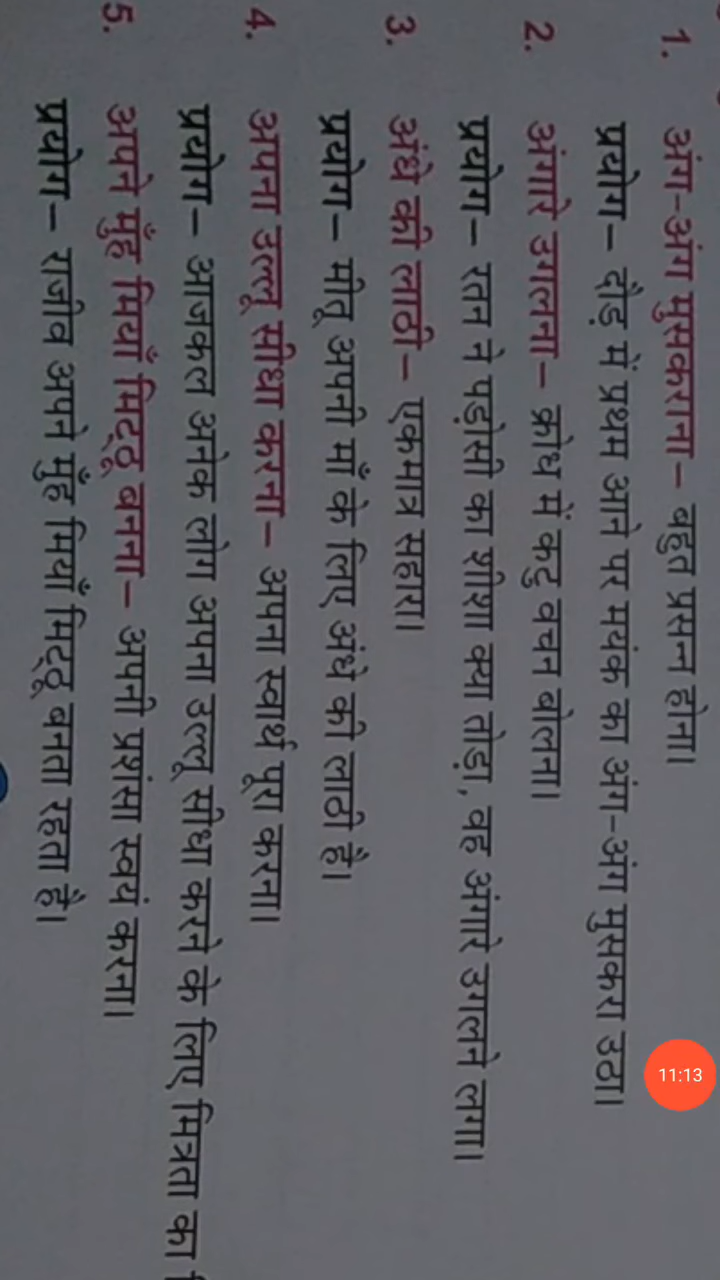 1. अंग-अंग मुसकराना– बहुत प्रसन्न होना।
प्रयोग– दौड़ में प्रथम आने पर मयंक का अंग-अंग मुसकरा उठा।
2. अंगारे उगलना– क्रोध में कटु वचन बोलना।
प्रयोग– रतन ने पड़ोसी का शीशा क्या तोड़ा, वह अंगारे उगलने लगा।
3. अंधे की लाठी– एकमात्र सहारा।
प्रयोग– मीतू अपनी माँ के लिए अंधे की लाठी है।
4. अपना उल्लू सीधा करना– अपना स्वार्थ पूरा करना।
प्रयोग– आजकल अनेक लोग अपना उल्लू सीधा करने के लिए मित्रता का
5. अपने मुँह मियाँ मिट्ठू बनना– अपनी प्रशंसा स्वयं करना।
प्रयोग– राजीव अपने मुँह मियाँ मिट्ठू बनता रहता है।
11:13